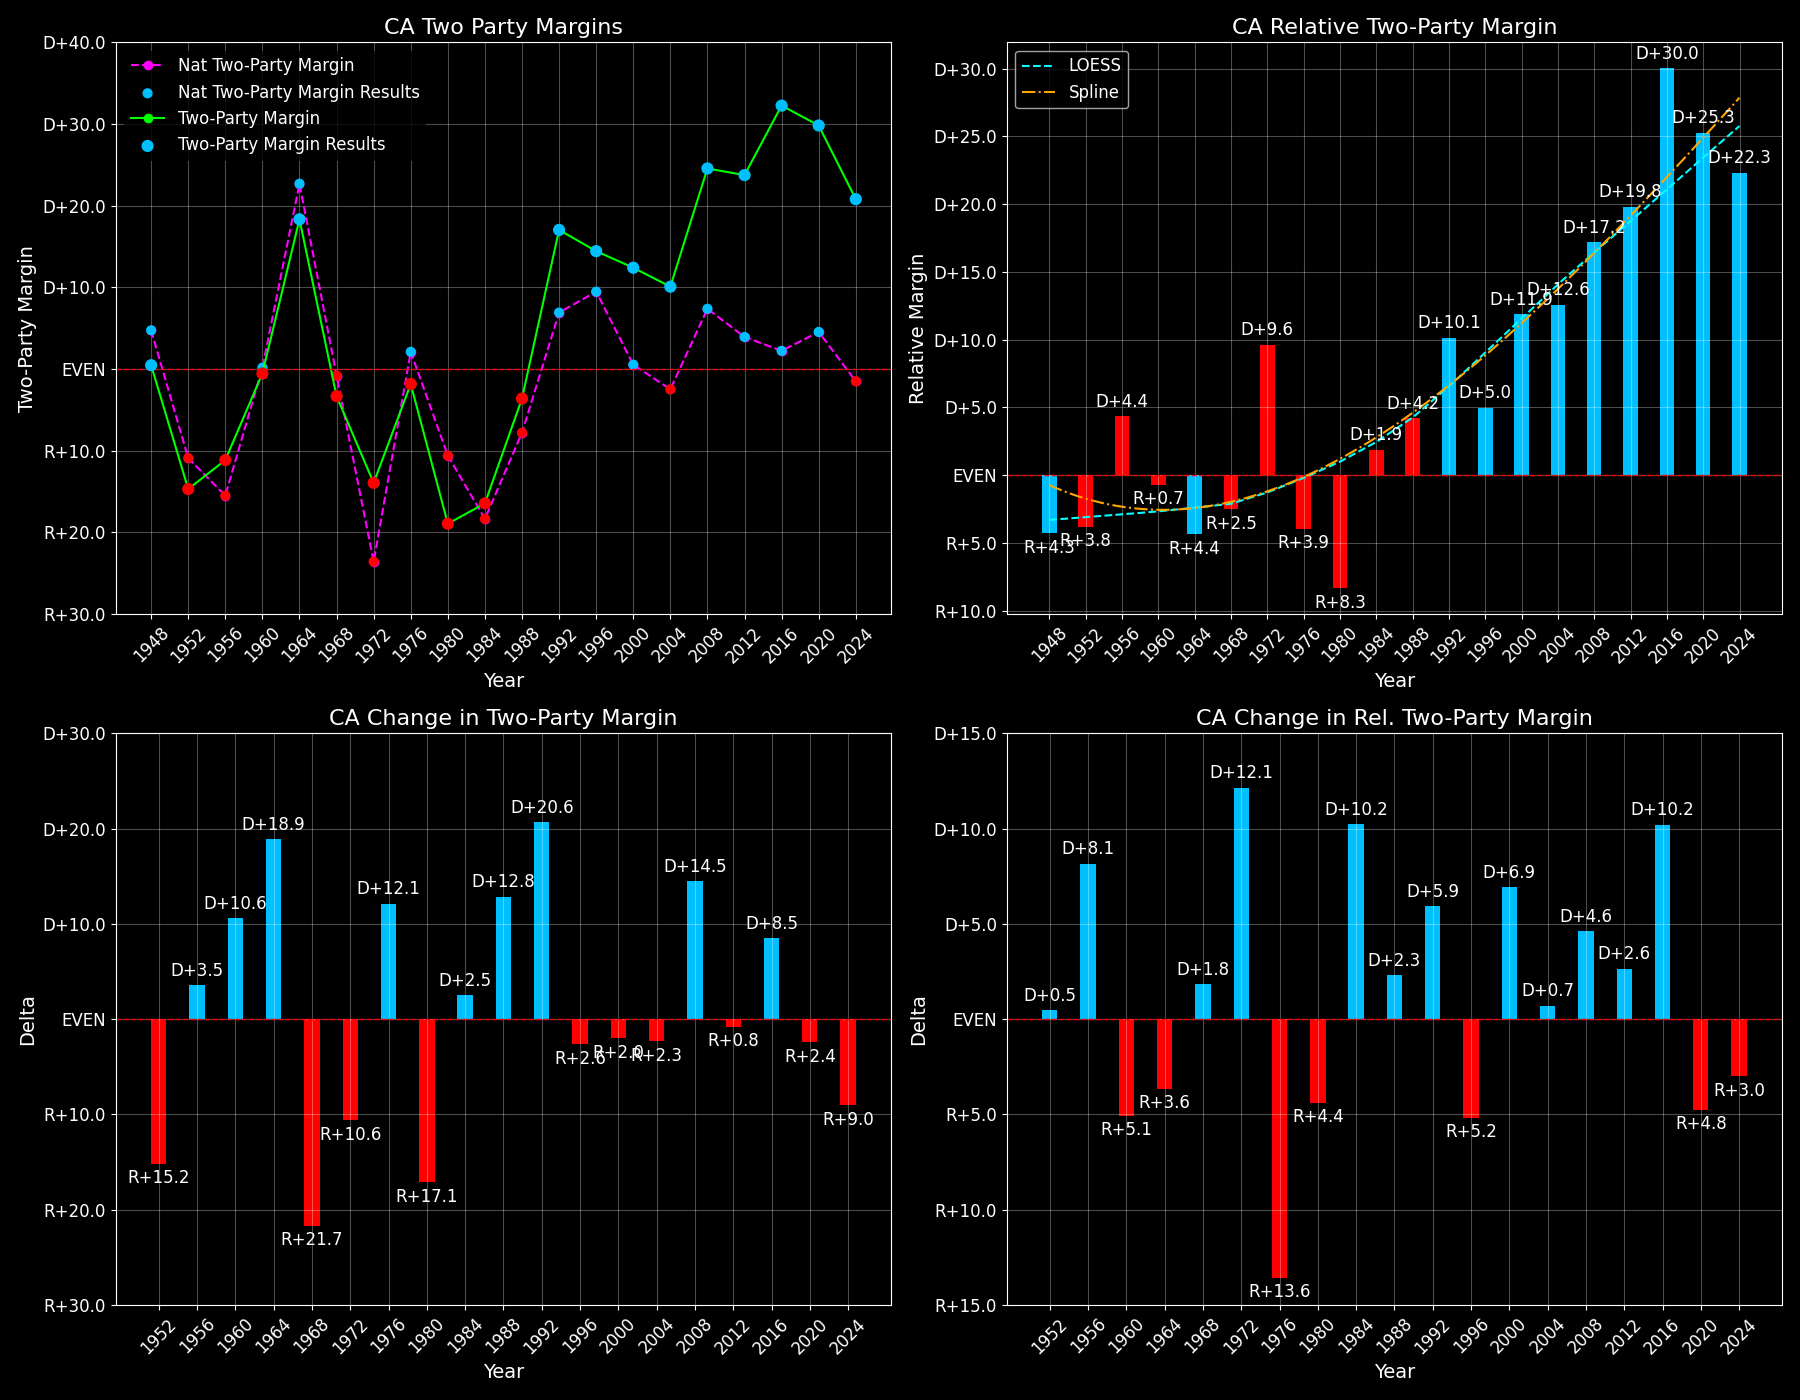 CA Two Party Margins
D+40.0
D+30.0
D+20.0
D+10.0
EVEN
R+10.0
R+20.0
R+30.0
Two-Party Margin
Nat Two-Party Margin
Nat Two-Party Margin Results
Two-Party Margin
Two-Party Margin Results
1948 1952 1956 1960 1964 1968 1972 1976 1980 1984 1988 1992 1996 2000 2004 2008 2012 2016 2020 2024
Year
CA Relative Two-Party Margin
D+30.0
D+25.0
D+20.0
D+15.0
D+10.0
D+5.0
EVEN
R+5.0
R+10.0
Relative Margin
LOESS
Spline
R+4.3
R+3.8
D+4.4
R+0.7
R+4.4
R+2.5
D+9.6
R+3.9
R+8.3
D+1.9
D+4.2
D+10.1
D+5.0
D+11.9
D+12.6
D+17.2
D+19.8
D+30.0
D+25.3
D+22.3
1948 1952 1956 1960 1964 1968 1972 1976 1980 1984 1988 1992 1996 2000 2004 2008 2012 2016 2020 2024
Year
CA Change in Two-Party Margin
D+30.0
D+20.0
D+10.0
EVEN
R+10.0
R+20.0
R+30.0
Delta
R+15.2
D+3.5
D+10.6
D+18.9
R+21.7
R+10.6
D+12.1
R+17.1
D+2.5
D+12.8
D+20.6
R+2.6
R+2.0
R+2.3
D+14.5
R+0.8
D+8.5
R+2.4
R+9.0
1952 1956 1960 1964 1968 1972 1976 1980 1984 1988 1992 1996 2000 2004 2008 2012 2016 2020 2024
Year
CA Change in Rel. Two-Party Margin
D+15.0
D+10.0
D+5.0
EVEN
R+5.0
R+10.0
R+15.0
Delta
D+0.5
D+8.1
R+5.1
R+3.6
D+1.8
D+12.1
R+13.6
R+4.4
D+10.2
D+2.3
D+5.9
R+5.2
D+6.9
D+0.7
D+4.6
D+2.6
D+10.2
R+4.8
R+3.0
1952 1956 1960 1964 1968 1972 1976 1980 1984 1988 1992 1996 2000 2004 2008 2012 2016 2020 2024
Year